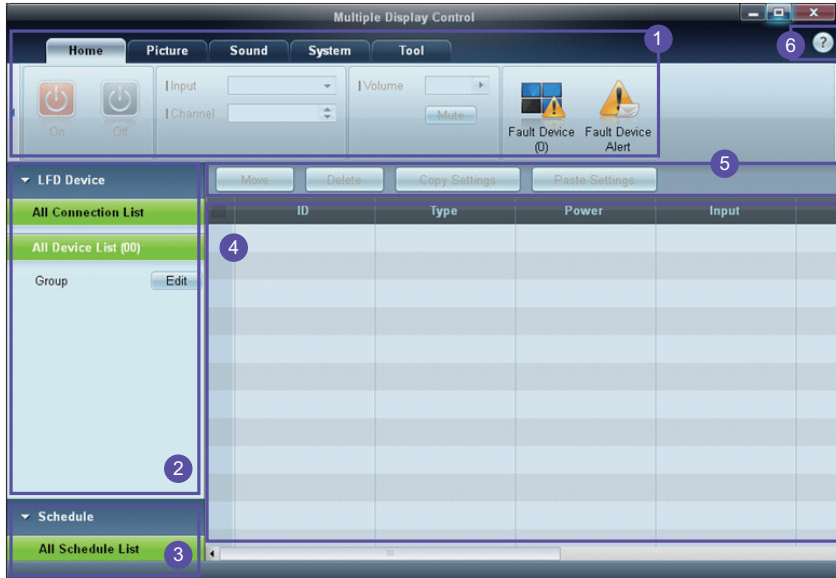 Multiple Display Control
Home Picture Sound System Tool
1
6
?
Input
Channel
On Off
Volume
Mute
Fault Device
(0)
Fault Device
Alert
5
LFD Device
Move Delete Copy Settings Paste Settings
All Connection List
ID Type Power Input
All Device List (00)
4
Group Edit
2
Schedule
All Schedule List
3